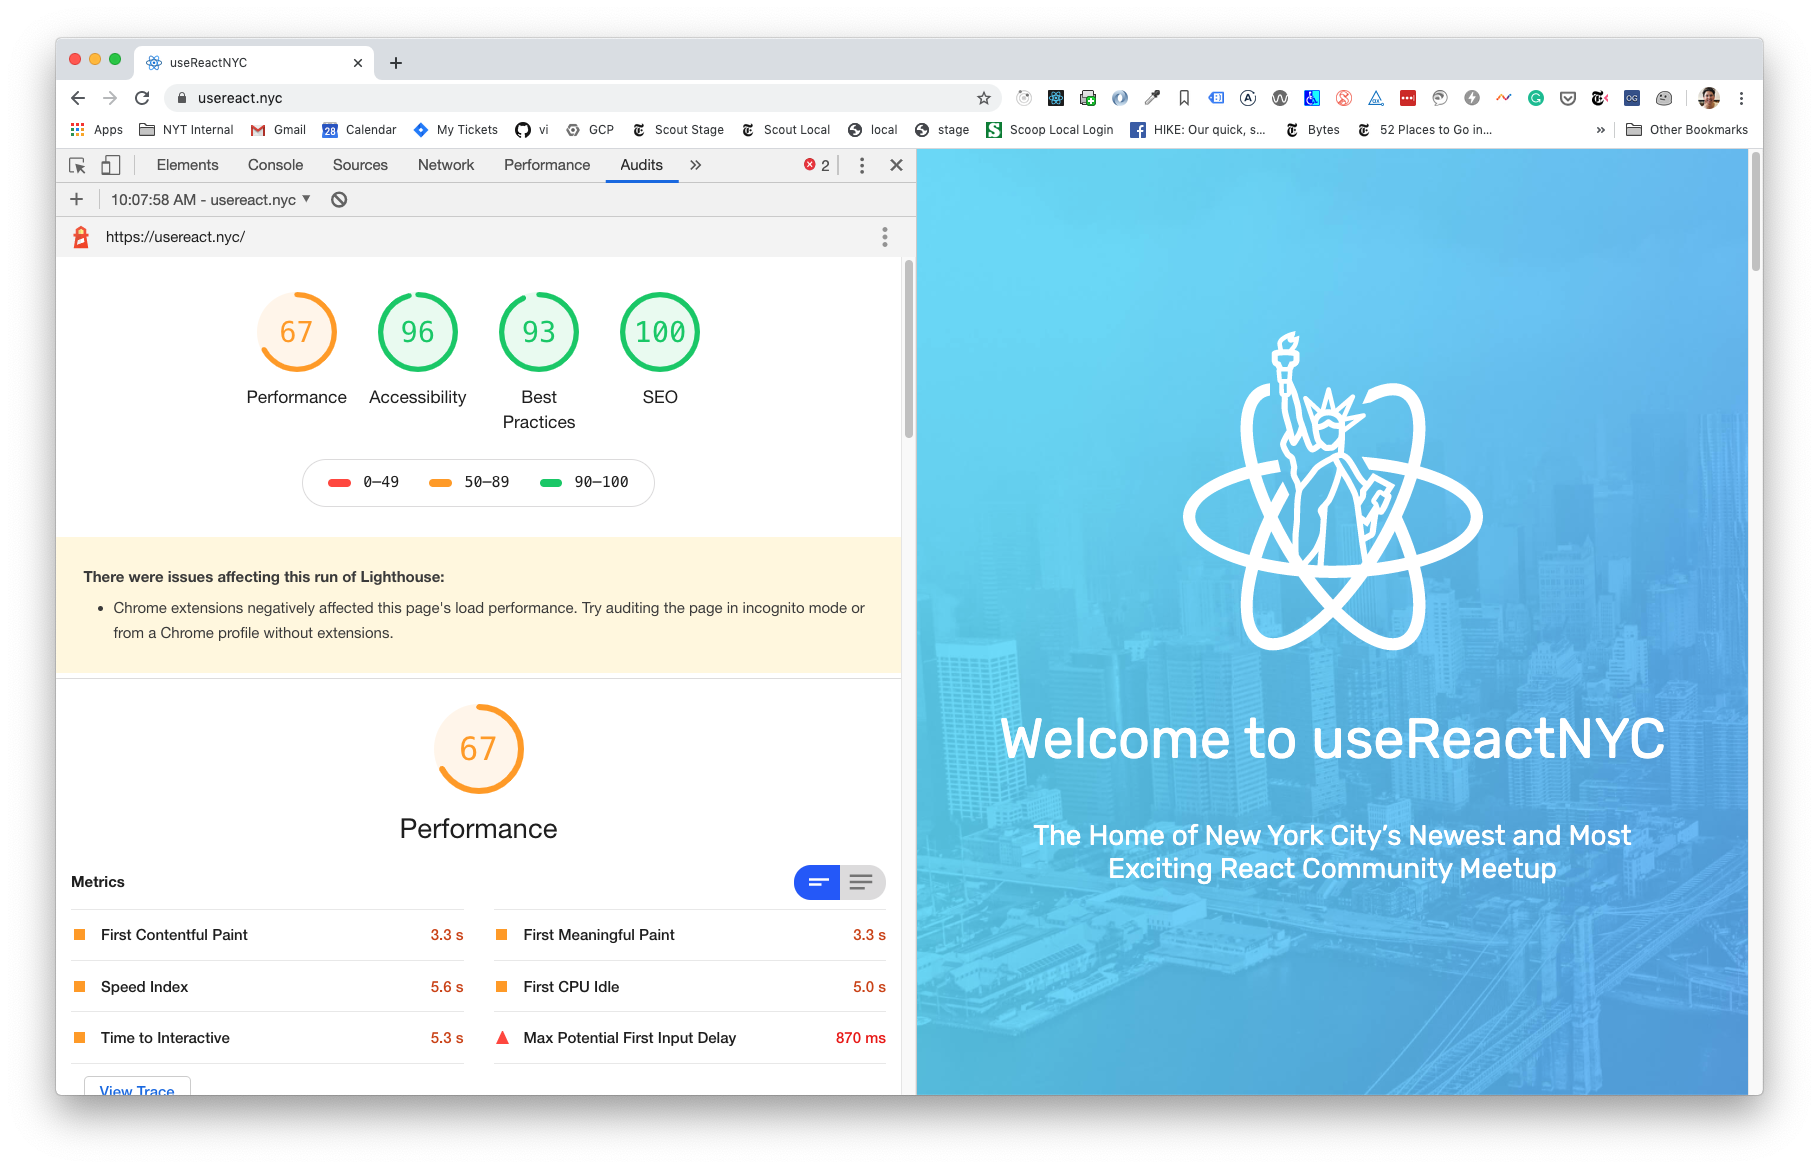 useReactNYC
usereact.nyc
Apps NYT Internal Gmail 28 Calendar My Tickets vi GCP Scout Stage Scout Local local stage Scoop Local Login HIKE: Our quick, s... Bytes 52 Places to Go in... » Other Bookmarks
Elements Console Sources Network Performance Audits » 2
10:07:58 AM - usereact.nyc
https://usereact.nyc/
67 96 93 100
Performance Accessibility Best Practices SEO
0–49 50–89 90–100
There were issues affecting this run of Lighthouse:
• Chrome extensions negatively affected this page's load performance. Try auditing the page in incognito mode or
from a Chrome profile without extensions.
67
Performance
Metrics
First Contentful Paint 3.3 s First Meaningful Paint 3.3 s
Speed Index 5.6 s First CPU Idle 5.0 s
Time to Interactive 5.3 s Max Potential First Input Delay 870 ms
View Trace
Welcome to useReactNYC
The Home of New York City’s Newest and Most
Exciting React Community Meetup